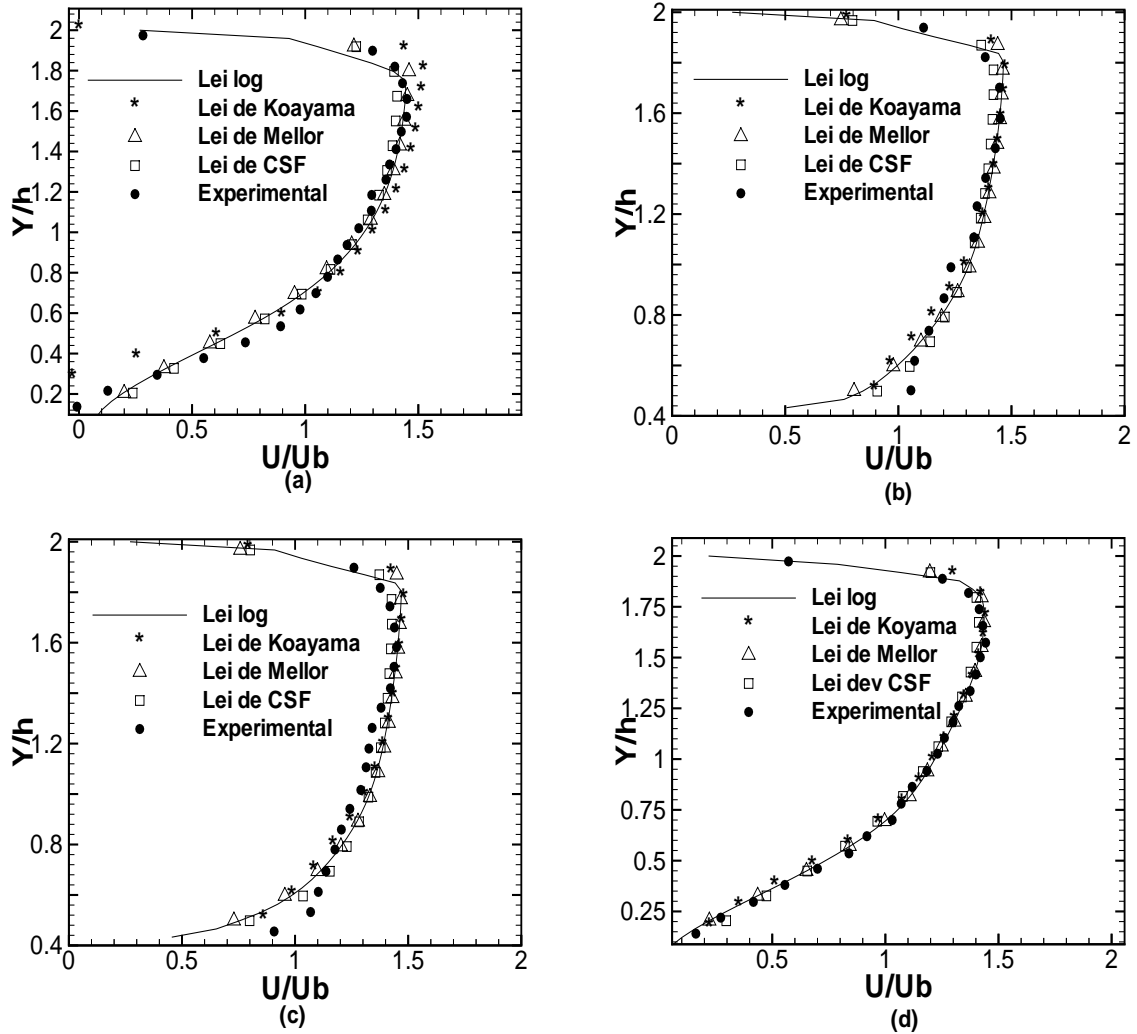 2
1.8
1.6
1.4
1.2
1
0.8
0.6
0.4
0.2
Y/h
Lei log
Lei de Koayama
Lei de Mellor
Lei de CSF
Experimental
0
0.5
1
1.5
U/Ub
(a)
2
1.6
1.2
0.8
0.4
Y/h
Lei log
Lei de Koayama
Lei de Mellor
Lei de CSF
Experimental
0
0.5
1
1.5
2
U/Ub
(b)
2
1.6
1.2
0.8
0.4
Y/h
Lei log
Lei de Koayama
Lei de Mellor
Lei de CSF
Experimental
0
0.5
1
1.5
2
U/Ub
(c)
2
1.75
1.5
1.25
1
0.75
0.5
0.25
Y/h
Lei log
Lei de Koyama
Lei de Mellor
Lei dev CSF
Experimental
0.5
1
1.5
2
U/Ub
(d)